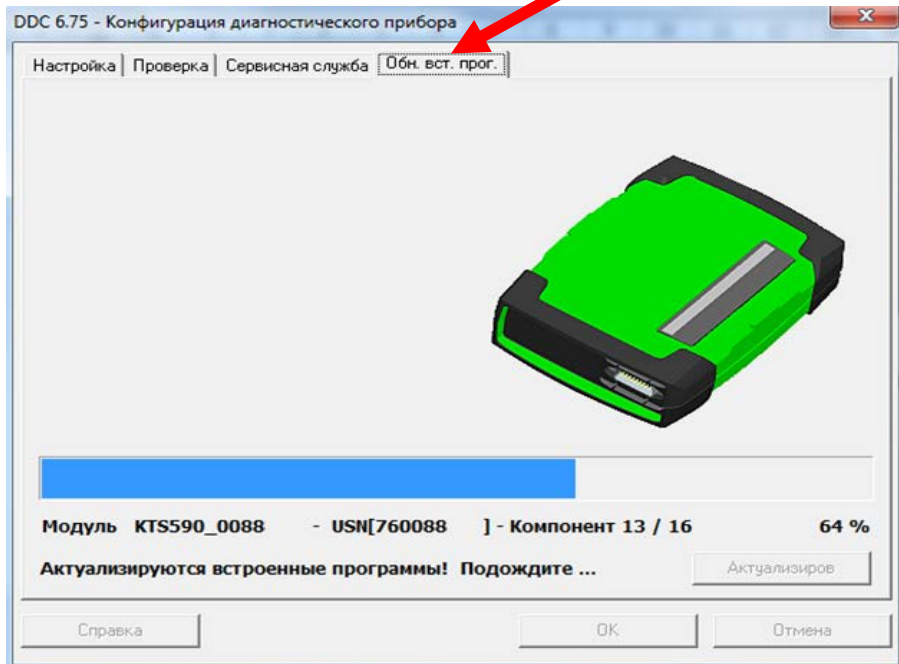 DDC 6.75 - Конфигурация диагностического прибора
Настройка Проверка Сервисная служба Обн. вст. прог.
Модуль KTS590_0088 - USN[760088 ] - Компонент 13 / 16 64 %
Актуализируются встроенные программы! Подождите ... Актуализиров
Справка OK Отмена